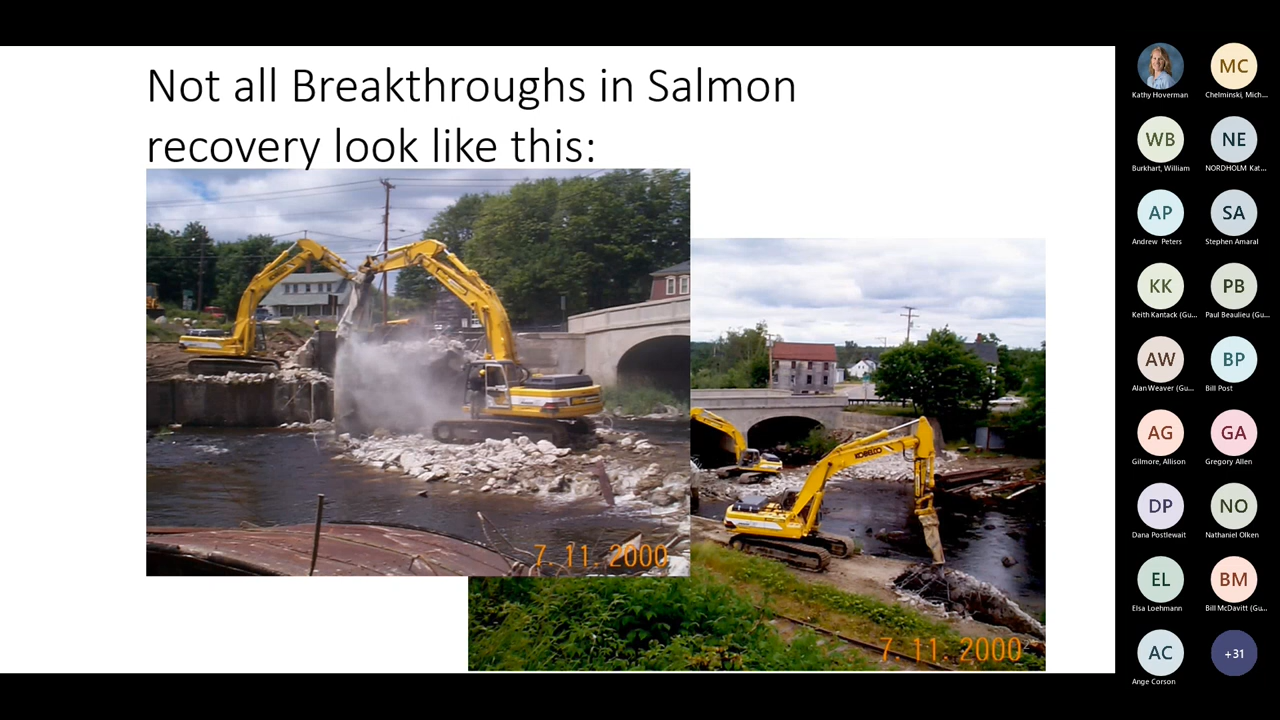 Not all Breakthroughs in Salmon
recovery look like this:
7. 11. 2000
KOBELCO
7. 11. 2000
Kathy Hoverman
MC
Chelminski, Mich...
WB
Burkhart, William
NE
NORDHOLM Kat...
AP
Andrew Peters
SA
Stephen Amaral
KK
Keith Kantack (Gu...
PB
Paul Beaulieu (Gu...
AW
Alan Weaver (Gu...
BP
Bill Post
AG
Gilmore, Allison
GA
Gregory Allen
DP
Dana Postlewait
NO
Nathaniel Olken
EL
Elsa Loehmann
BM
Bill McDavitt (Gu...
AC
Ange Corson
+31